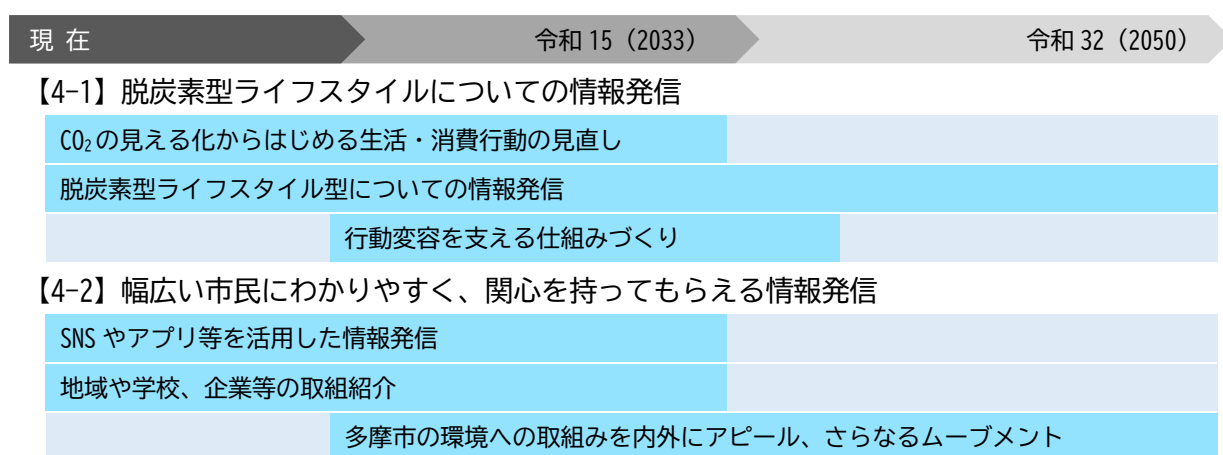 現 在 令和 15（2033） 令和 32（2050）
【4-1】脱炭素型ライフスタイルについての情報発信
CO₂の見える化からはじめる生活・消費行動の見直し
脱炭素型ライフスタイル型についての情報発信
行動変容を支える仕組みづくり
【4-2】幅広い市民にわかりやすく、関心を持ってもらえる情報発信
SNS やアプリ等を活用した情報発信
地域や学校、企業等の取組紹介
多摩市の環境への取組みを内外にアピール、さらなるムーブメント